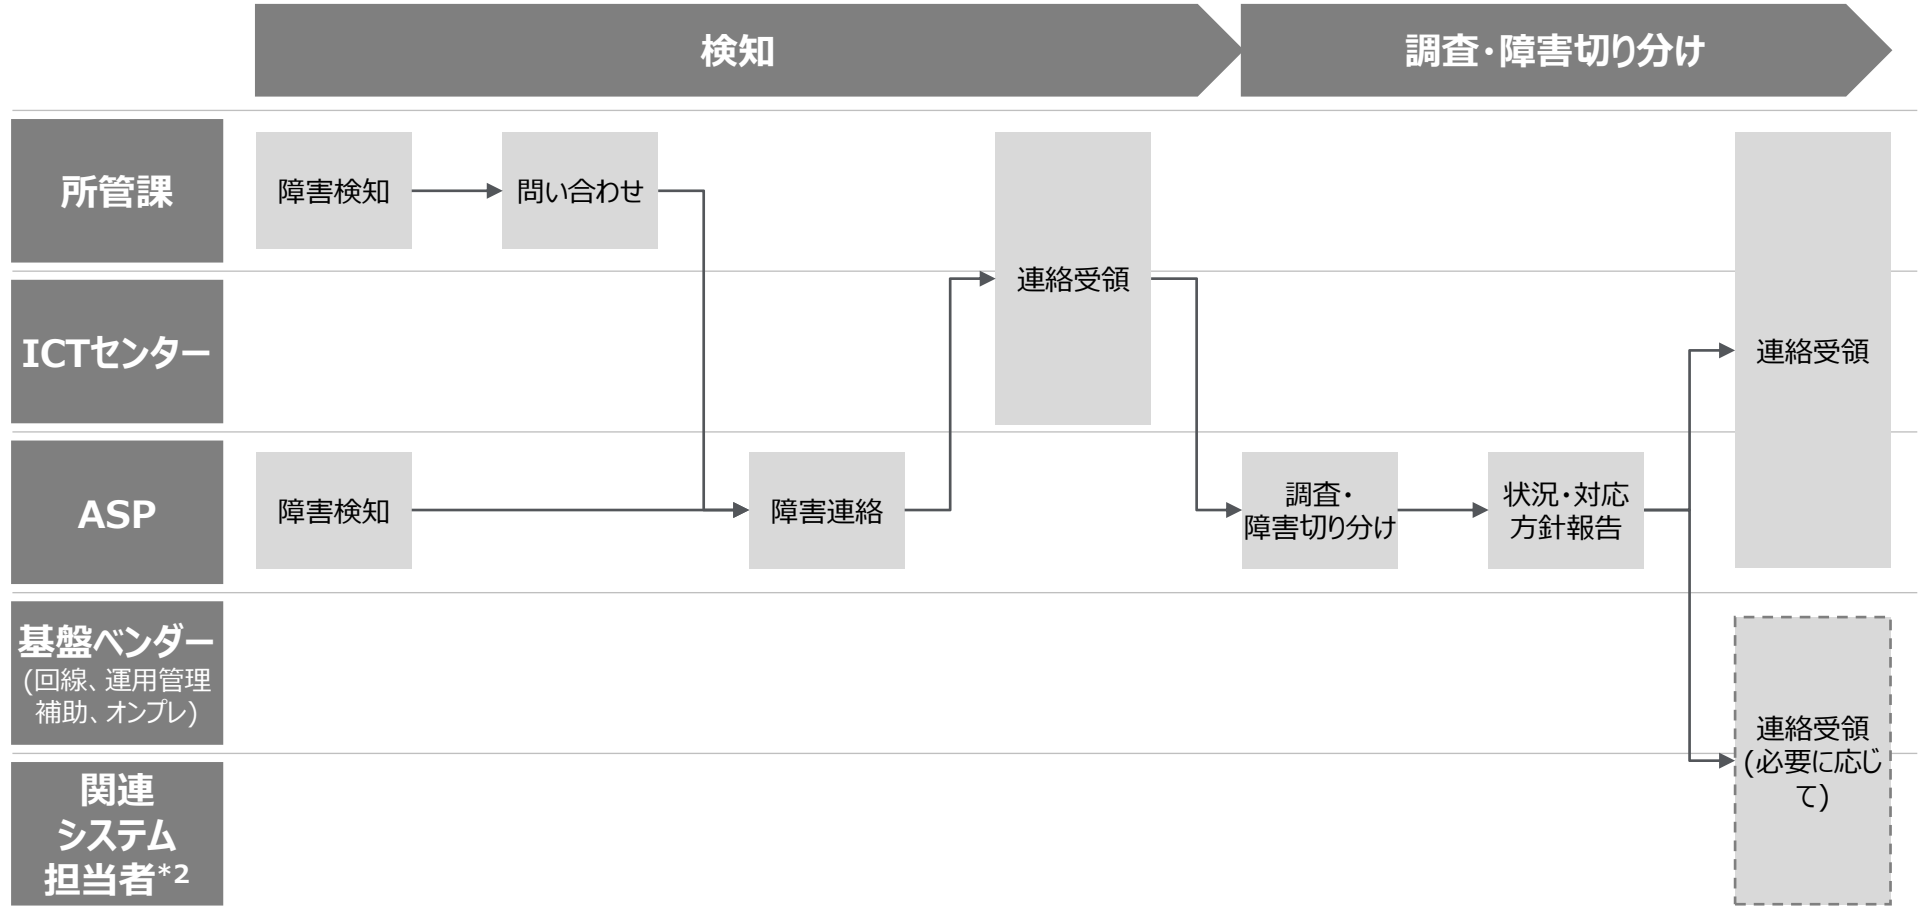 検知
調査・障害切り分け
所管課
障害検知
問い合わせ
連絡受領
ICTセンター
連絡受領
ASP
障害検知
障害連絡
調査・
障害切り分け
状況・対応
方針報告
基盤ベンダー
(回線、運用管理
補助、オンプレ)
連絡受領
(必要に応じ
て)
関連
システム
担当者*2